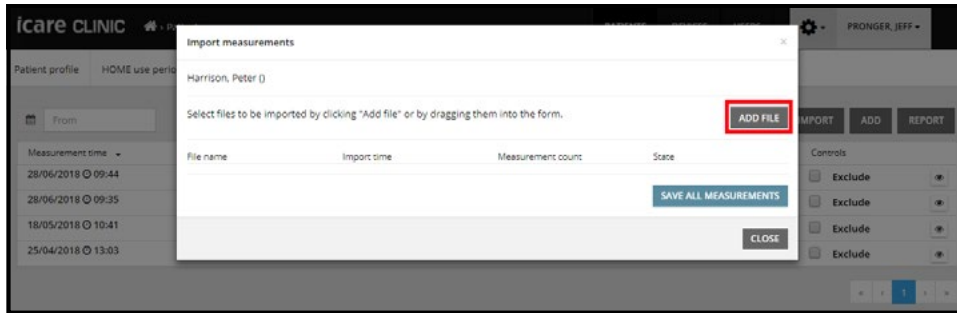 icare CLINIC
PRONGER, JEFF
Import measurements
Patient profile
HOME use perio
Harrison, Peter ()
From
Select files to be imported by clicking "Add file" or by dragging them into the form.
ADD FILE
IMPORT
ADD
REPORT
Measurement time
File name
Import time
Measurement count
State
Controls
28/06/2018 09:44
Exclude
SAVE ALL MEASUREMENTS
28/06/2018 09:35
Exclude
18/05/2018 10:41
Exclude
CLOSE
25/04/2018 13:03
Exclude
1